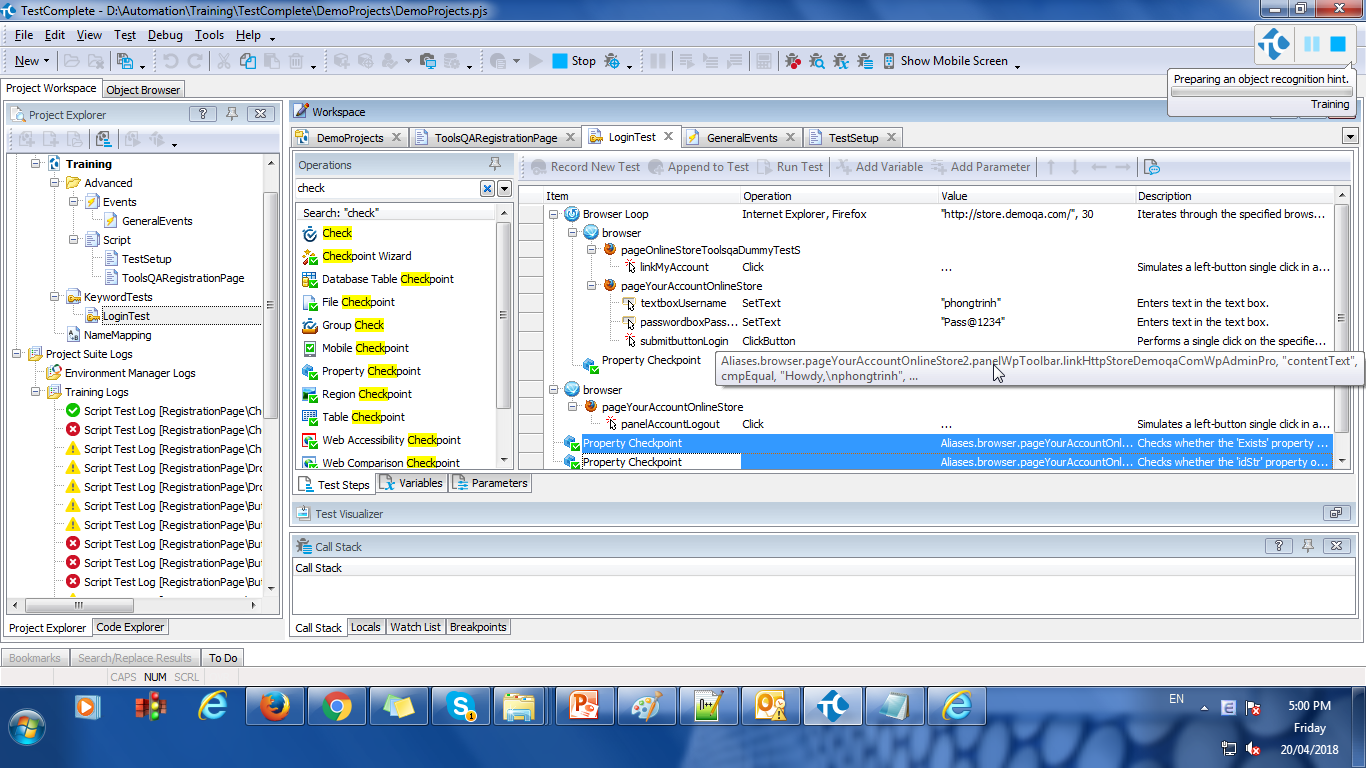 TestComplete - D:\Automation\Training\TestComplete\DemoProjects\DemoProjects.pjs
File Edit View Test Debug Tools Help
New Stop Show Mobile Screen
Preparing an object recognition hint.
Training
Project Workspace Object Browser
Project Explorer
Training
Advanced
Events
GeneralEvents
Script
TestSetup
ToolsQARegistrationPage
KeywordTests
LoginTest
NameMapping
Project Suite Logs
Environment Manager Logs
Training Logs
Script Test Log [RegistrationPage\Ch
Script Test Log [RegistrationPage\Ch
Script Test Log [RegistrationPage\Ch
Script Test Log [RegistrationPage\Dro
Script Test Log [RegistrationPage\Dro
Script Test Log [RegistrationPage\But
Script Test Log [RegistrationPage\But
Script Test Log [RegistrationPage\But
Script Test Log [RegistrationPage\But
Script Test Log [RegistrationPage\But
Project Explorer Code Explorer
Workspace
DemoProjects ToolsQARegistrationPage LoginTest GeneralEvents TestSetup
Operations
check
Search: "check"
Check
Checkpoint Wizard
Database Table Checkpoint
File Checkpoint
Group Check
Mobile Checkpoint
Property Checkpoint
Region Checkpoint
Table Checkpoint
Web Accessibility Checkpoint
Web Comparison Checkpoint
Record New Test Append to Test Run Test Add Variable Add Parameter
Item Operation Value Description
Browser Loop Internet Explorer, Firefox "http://store.demoqa.com/", 30 Iterates through the specified brows...
browser
pageOnlineStoreToolsqaDummyTestS
linkMyAccount Click ... Simulates a left-button single click in a...
pageYourAccountOnlineStore
textboxUsername SetText "phongtrinh" Enters text in the text box.
passwordboxPass... SetText "Pass@1234" Enters text in the text box.
submitbuttonLogin ClickButton Performs a single click on the specifie...
Property Checkpoint
Aliases.browser.pageYourAccountOnlineStore2.panelWpToolbar.linkHttpStoreDemoqaComWpAdminPro, "contentText",
cmpEqual, "Howdy,\nphongtrinh", ...
browser
pageYourAccountOnlineStore
panelAccountLogout Click ... Simulates a left-button single click in a...
Property Checkpoint Aliases.browser.pageYourAccountOnl... Checks whether the 'Exists' property ...
Property Checkpoint Aliases.browser.pageYourAccountOnl... Checks whether the 'idStr' property o...
Test Steps Variables Parameters
Test Visualizer
Call Stack
Call Stack
Call Stack Locals Watch List Breakpoints
Bookmarks Search/Replace Results To Do
CAPS NUM SCRL
EN
5:00 PM
Friday
20/04/2018